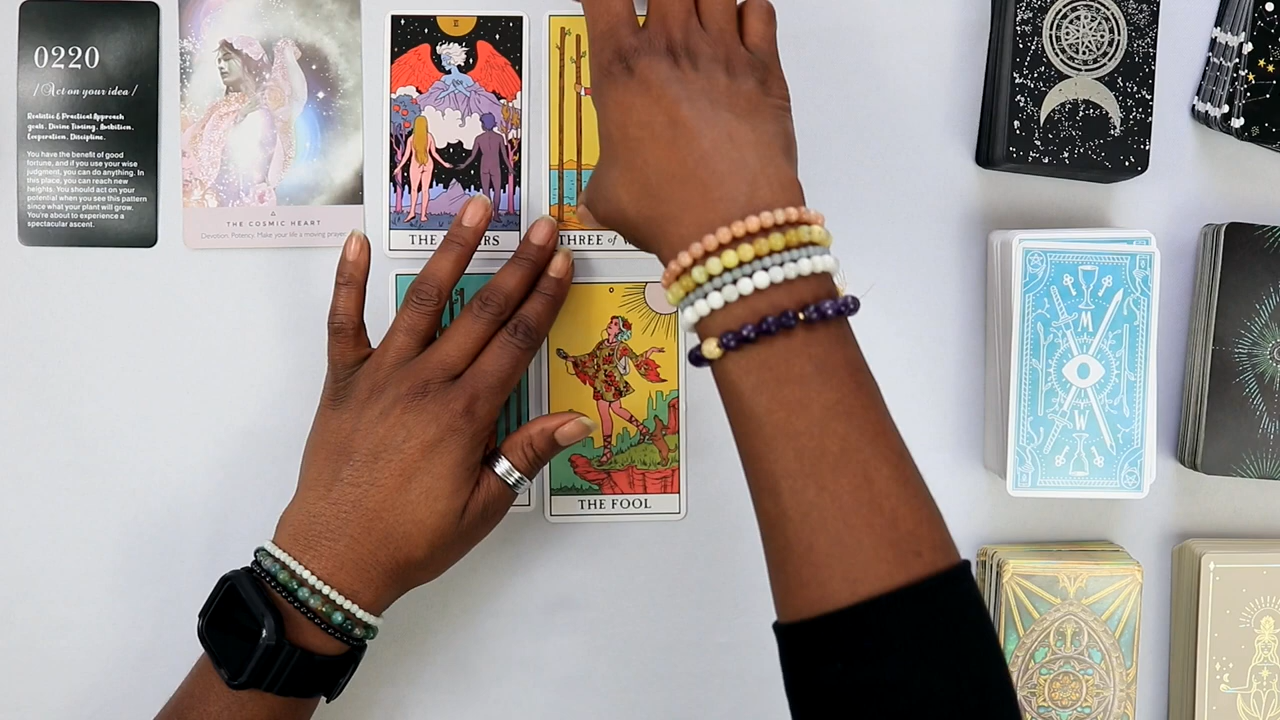 0220
/Act on your idea/
Realistic & Practical Approach
goals, Divine Timing, Ambition,
Cooperation, Discipline.
You have the benefit of good
fortune, and if you use your wise
judgment, you can do anything. In
this place, you can reach new
heights. You should act on your
potential when you see this pattern
since what your plan will grow.
You're about to experience a
spectacular ascent.
THE COSMIC HEART
Devotion. Potency. Make your life a moving prayer
VI
THE
THREE of
0
THE FOOL
M
W